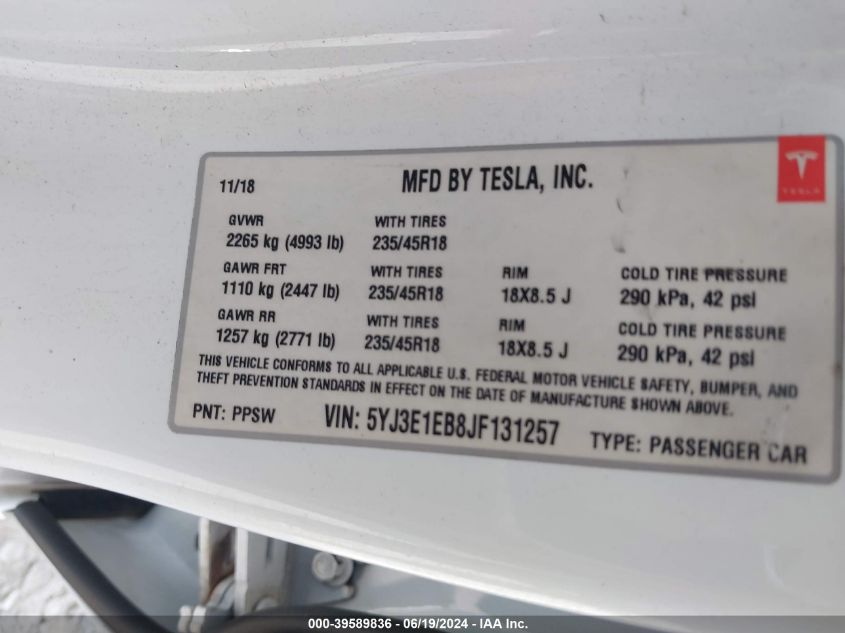 11/18 MFD BY TESLA, INC.
TESLA
GVWR WITH TIRES
2265 kg (4993 lb) 235/45R18
GAWR FRT WITH TIRES RIM COLD TIRE PRESSURE
1110 kg (2447 lb) 235/45R18 18X8.5 J 290 kPa, 42 psi
GAWR RR WITH TIRES RIM COLD TIRE PRESSURE
1257 kg (2771 lb) 235/45R18 18X8.5 J 290 kPa, 42 psi
THIS VEHICLE CONFORMS TO ALL APPLICABLE U.S. FEDERAL MOTOR VEHICLE SAFETY, BUMPER, AND
THEFT PREVENTION STANDARDS IN EFFECT ON THE DATE OF MANUFACTURE SHOWN ABOVE.
PNT: PPSW VIN: 5YJ3E1EB8JF131257 TYPE: PASSENGER CAR
000-39589836 - 06/19/2024 - IAAI.com